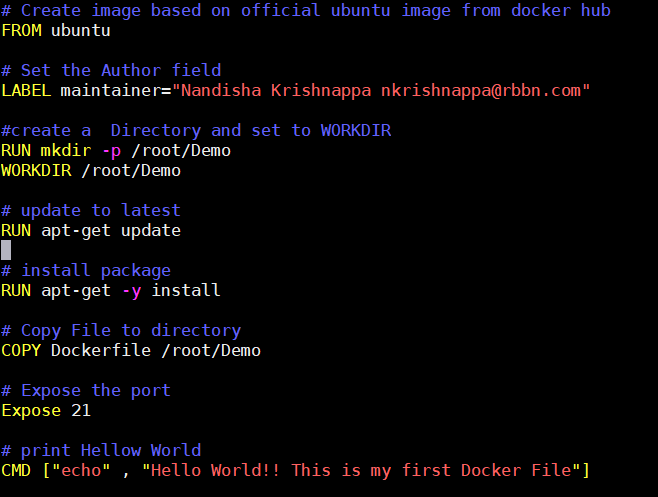 # Create image based on official ubuntu image from docker hub
FROM ubuntu
# Set the Author field
LABEL maintainer="Nandisha Krishnappa nkrishnappa@rbbn.com"
#create a  Directory and set to WORKDIR
RUN mkdir -p /root/Demo
WORKDIR /root/Demo
# update to latest
RUN apt-get update
# install package
RUN apt-get -y install
# Copy File to directory
COPY Dockerfile /root/Demo
# Expose the port
Expose 21
# print Hellow World
CMD ["echo" , "Hello World!! This is my first Docker File"]